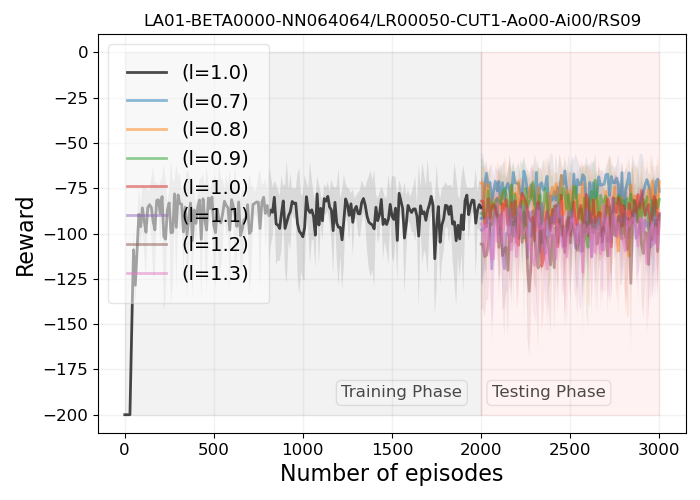 LA01-BETA0000-NN064064/LR00050-CUT1-Ao00-Ai00/RS09
Reward
0
−25
−50
−75
−100
−125
−150
−175
−200
(l=1.0)
(l=0.7)
(l=0.8)
(l=0.9)
(l=1.0)
(l=1.1)
(l=1.2)
(l=1.3)
Training Phase
Testing Phase
0 500 1000 1500 2000 2500 3000
Number of episodes